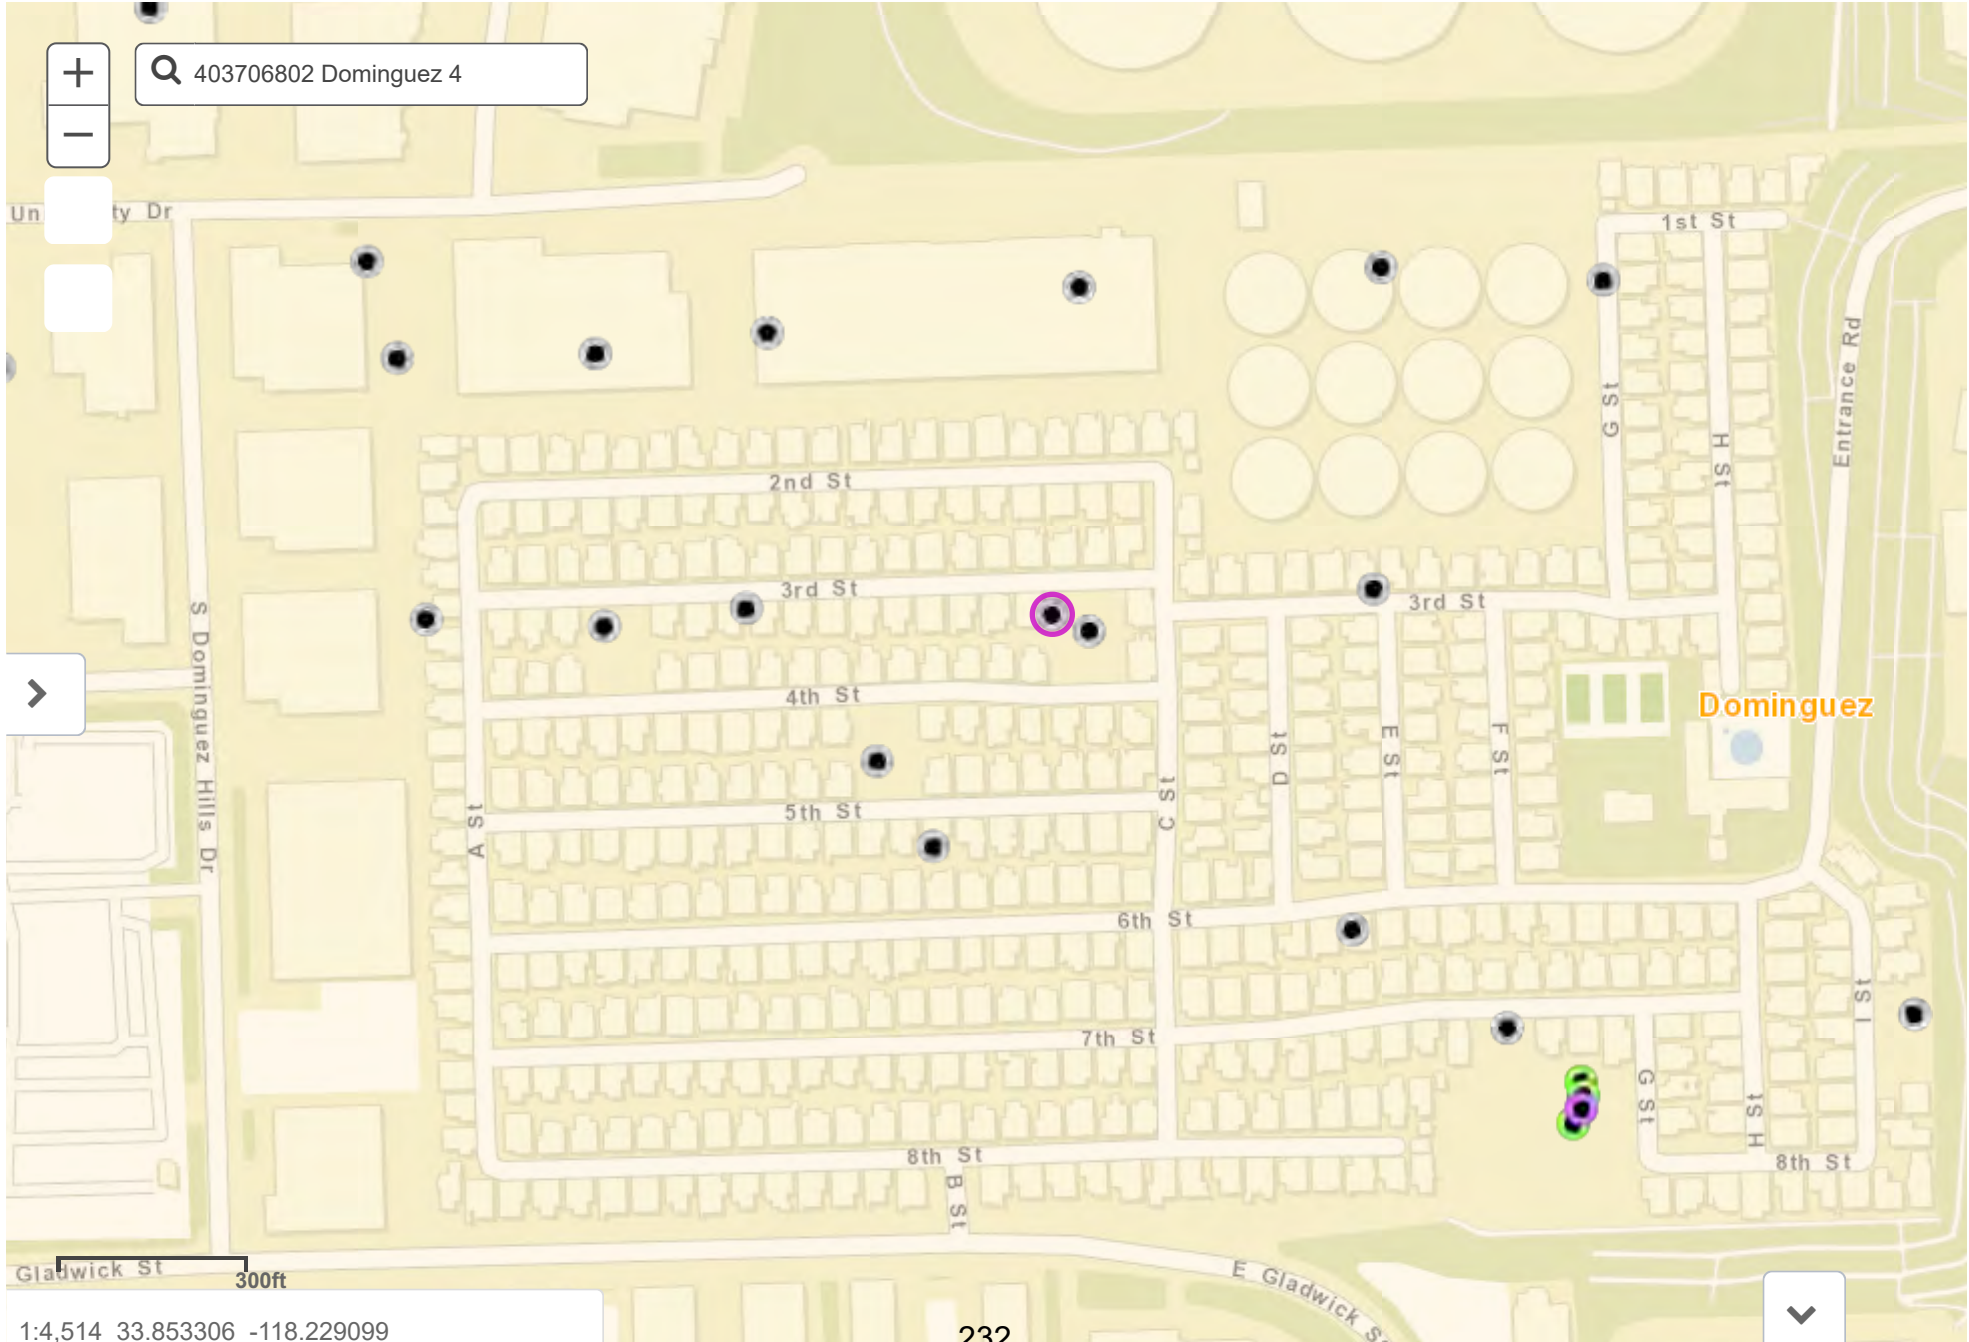 403706802 Dominguez 4
1st St
ty Dr
2nd St
G St
H St
Entrance Rd
3rd St
3rd St
S Dominguez Hills Dr
4th St
Dominguez
D St
E St
F St
A St
C St
5th St
6th St
I St
7th St
G St
H St
8th St
8th St
B St
Gladwick St
300ft
E Gladwick
1:4,514 33.853306 -118.229099
232